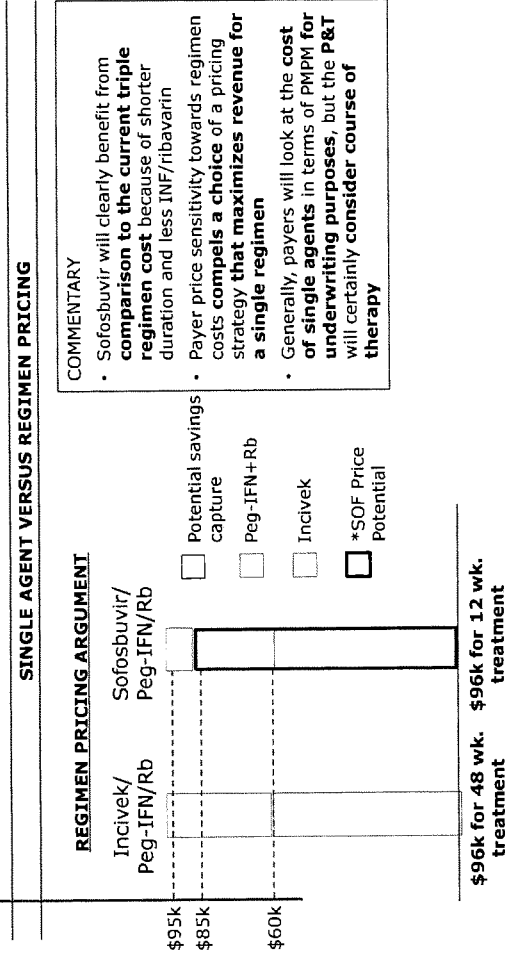 SINGLE AGENT VERSUS REGIMEN PRICING
REGIMEN PRICING ARGUMENT
Incivek/
Peg-IFN/Rb
Sofosbuvir/
Peg-IFN/Rb
$95k
$85k
$60k
$96k for 48 wk.
treatment
$96k for 12 wk.
treatment
Potential savings
capture
Peg-IFN+Rb
Incivek
*SOF Price
Potential
COMMENTARY
• Sofosbuvir will clearly benefit from
comparison to the current triple
regimen cost because of shorter
duration and less INF/ribavarin
• Payer price sensitivity towards regimen
costs compels a choice of a pricing
strategy that maximizes revenue for
a single regimen
• Generally, payers will look at the cost
of single agents in terms of PMPM for
underwriting purposes, but the P&T
will certainly consider course of
therapy